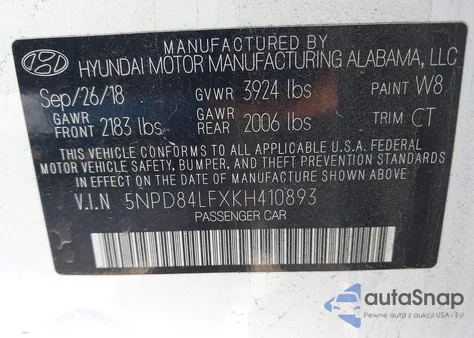 MANUFACTURED BY
HYUNDAI MOTOR MANUFACTURING ALABAMA, LLC
Sep/26/18 GVWR 3924 lbs PAINT W8
GAWR FRONT 2183 lbs GAWR REAR 2006 lbs TRIM CT
THIS VEHICLE CONFORMS TO ALL APPLICABLE U.S.A. FEDERAL
MOTOR VEHICLE SAFETY, BUMPER, AND THEFT PREVENTION STANDARDS
IN EFFECT ON THE DATE OF MANUFACTURE SHOWN ABOVE.
V.I.N 5NPD84LFXKH410893
PASSENGER CAR
autoSnap
Pewne auta z aukcji USA - EU